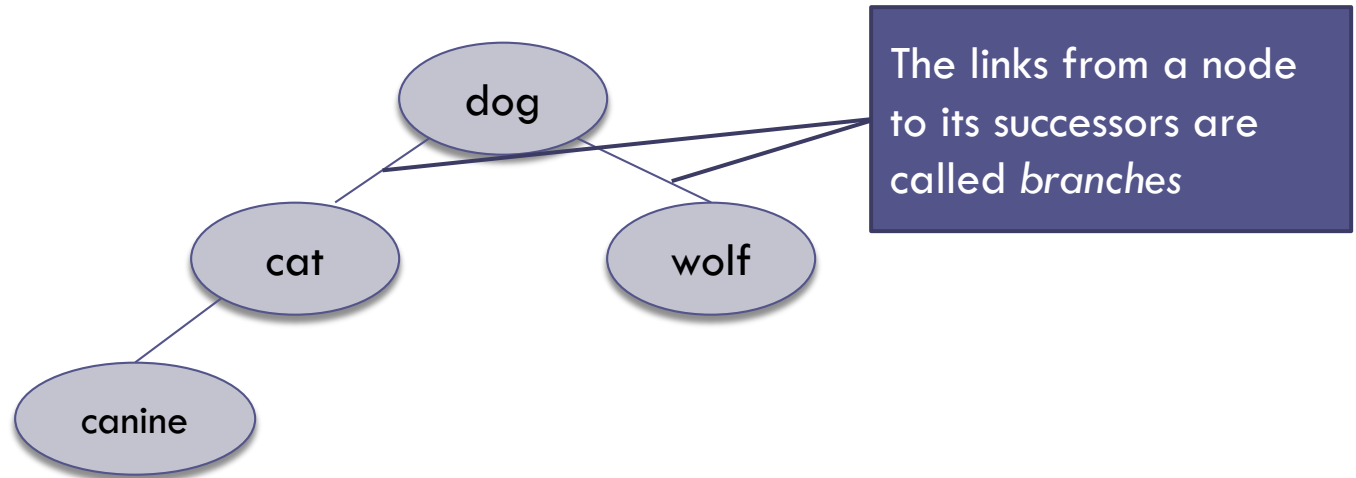 dog
The links from a node
to its successors are
called branches
cat
wolf
canine